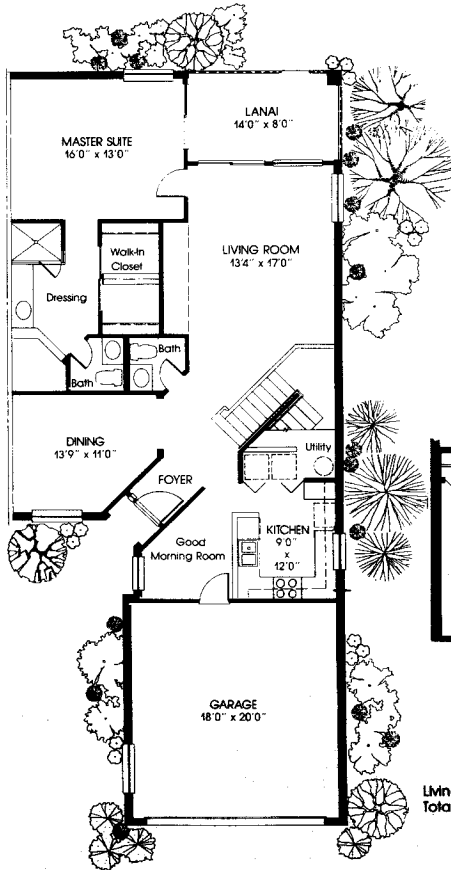 LANAI
14'0" x 8'0"
MASTER SUITE
16'0" x 13'0"
Walk-In
Closet
LIVING ROOM
13'4" x 17'0"
Dressing
Bath
Bath
DINING
13'9" x 11'0"
Utility
FOYER
KITCHEN
9'0"
x
12'0"
Good
Morning Room
GARAGE
18'0" x 20'0"